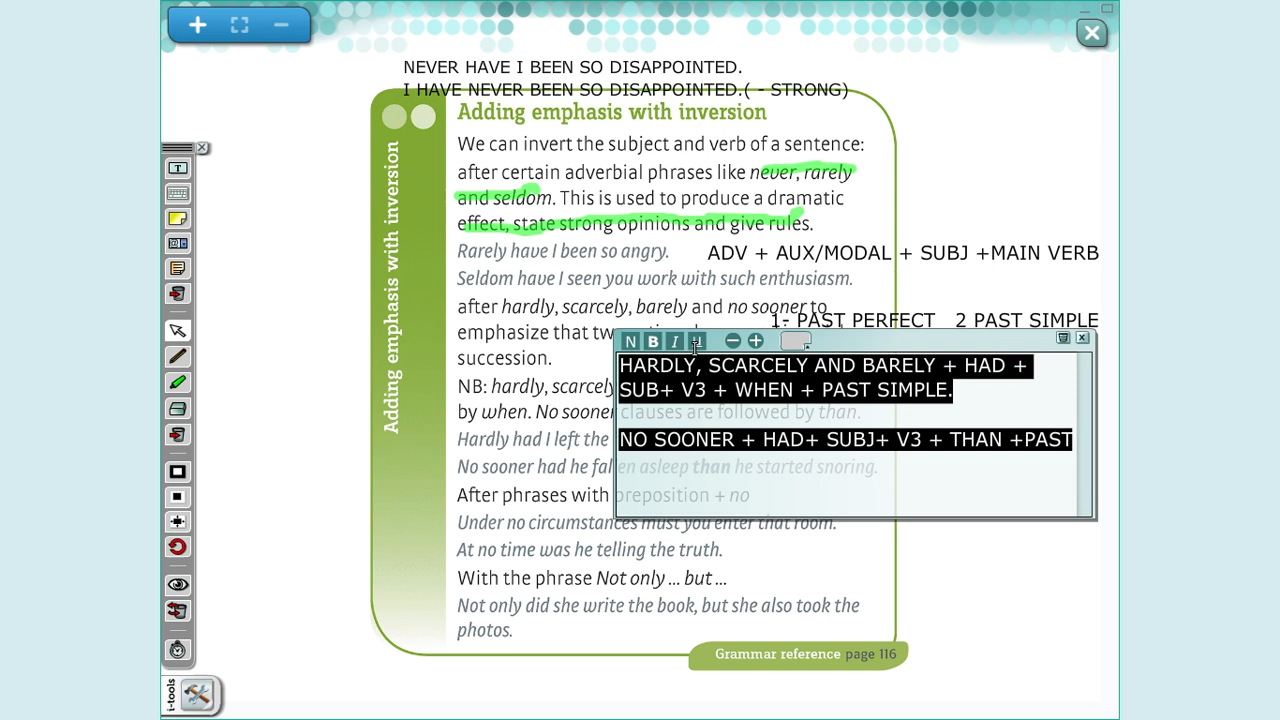 NEVER HAVE I BEEN SO DISAPPOINTED.
I HAVE NEVER BEEN SO DISAPPOINTED.( - STRONG)
Adding emphasis with inversion
Adding emphasis with inversion
We can invert the subject and verb of a sentence:
after certain adverbial phrases like never, rarely
and seldom. This is used to produce a dramatic
effect, state strong opinions and give rules.
Rarely have I been so angry.
ADV + AUX/MODAL + SUBJ +MAIN VERB
Seldom have I seen you work with such enthusiasm.
after hardly, scarcely, barely and no sooner to
1- PAST PERFECT 2 PAST SIMPLE
emphasize that two
succession.
N B I U
HARDLY, SCARCELY AND BARELY + HAD +
SUB+ V3 + WHEN + PAST SIMPLE.
NO SOONER + HAD+ SUBJ+ V3 + THAN +PAST
NB: hardly, scarcely
by when. No sooner clauses are followed by than.
Hardly had I left the
No sooner had he fallen asleep than he started snoring.
After phrases with preposition + no
Under no circumstances must you enter that room.
At no time was he telling the truth.
With the phrase Not only ... but ...
Not only did she write the book, but she also took the
photos.
Grammar reference page 116
i-tools